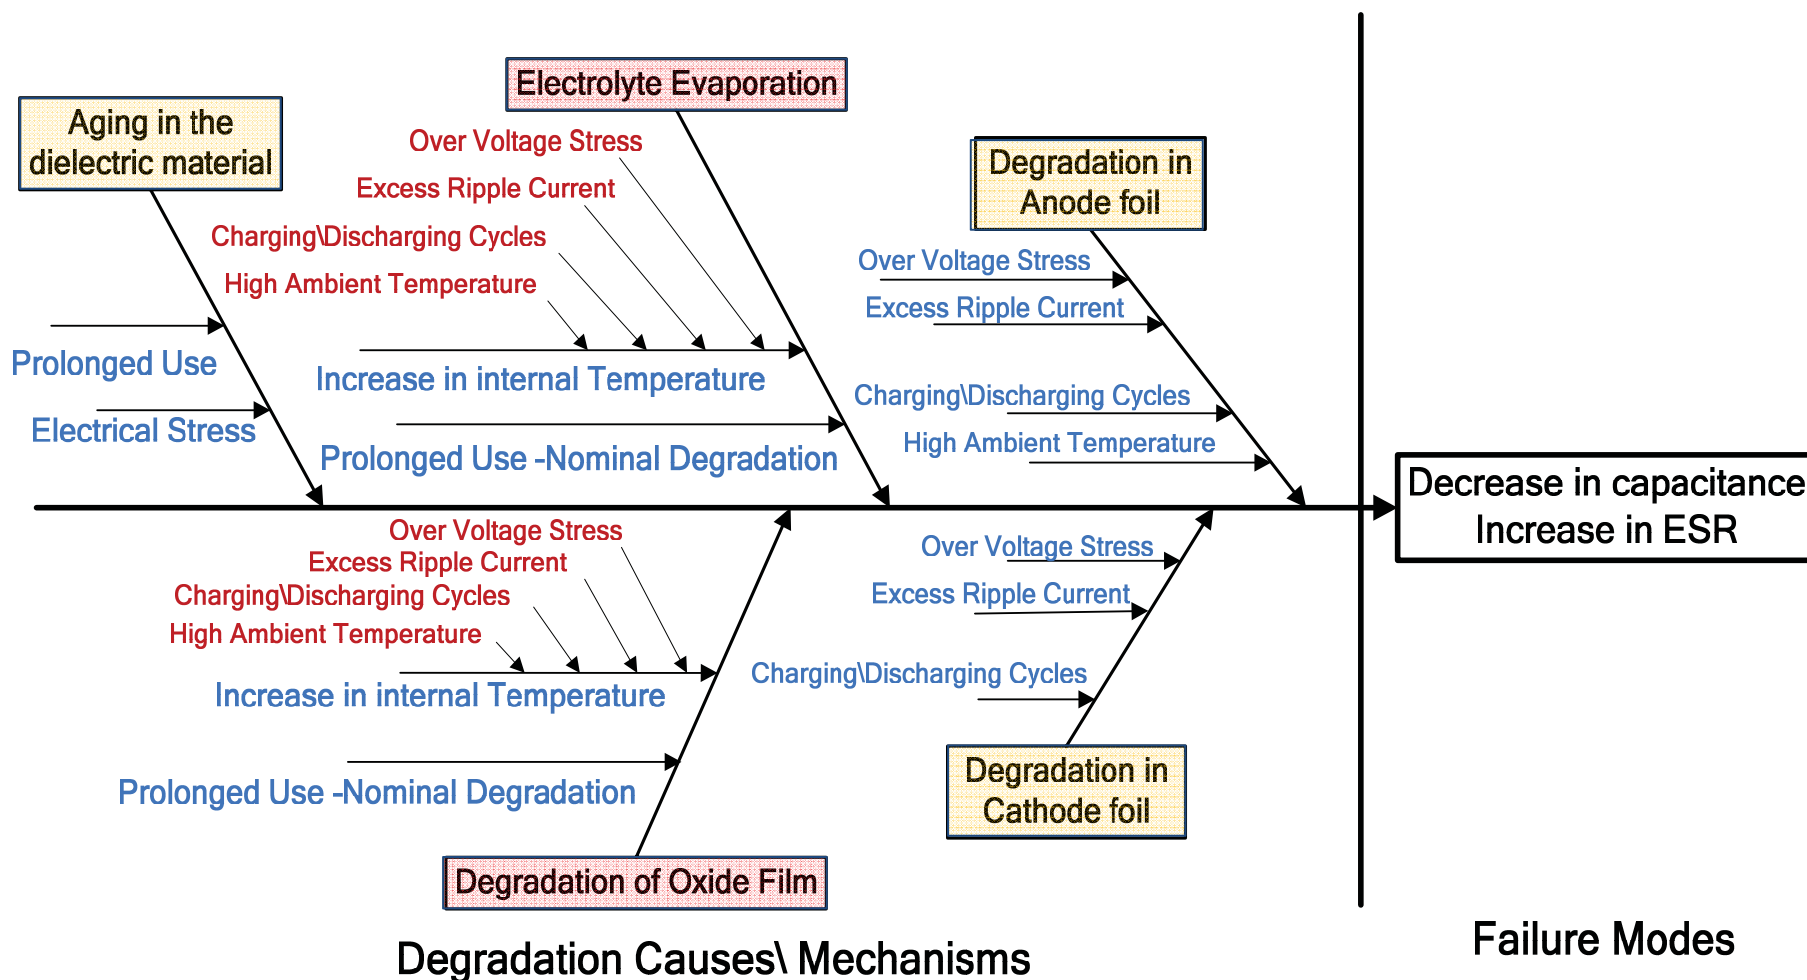 Electrolyte Evaporation
Aging in the
dielectric material
Over Voltage Stress
Excess Ripple Current
Charging\Discharging Cycles
High Ambient Temperature
Degradation in
Anode foil
Over Voltage Stress
Excess Ripple Current
Prolonged Use
Electrical Stress
Increase in internal Temperature
Prolonged Use -Nominal Degradation
Charging\Discharging Cycles
High Ambient Temperature
Decrease in capacitance
Increase in ESR
Over Voltage Stress
Excess Ripple Current
Charging\Discharging Cycles
High Ambient Temperature
Increase in internal Temperature
Prolonged Use -Nominal Degradation
Over Voltage Stress
Excess Ripple Current
Charging\Discharging Cycles
Degradation in
Cathode foil
Degradation of Oxide Film
Degradation Causes\ Mechanisms
Failure Modes